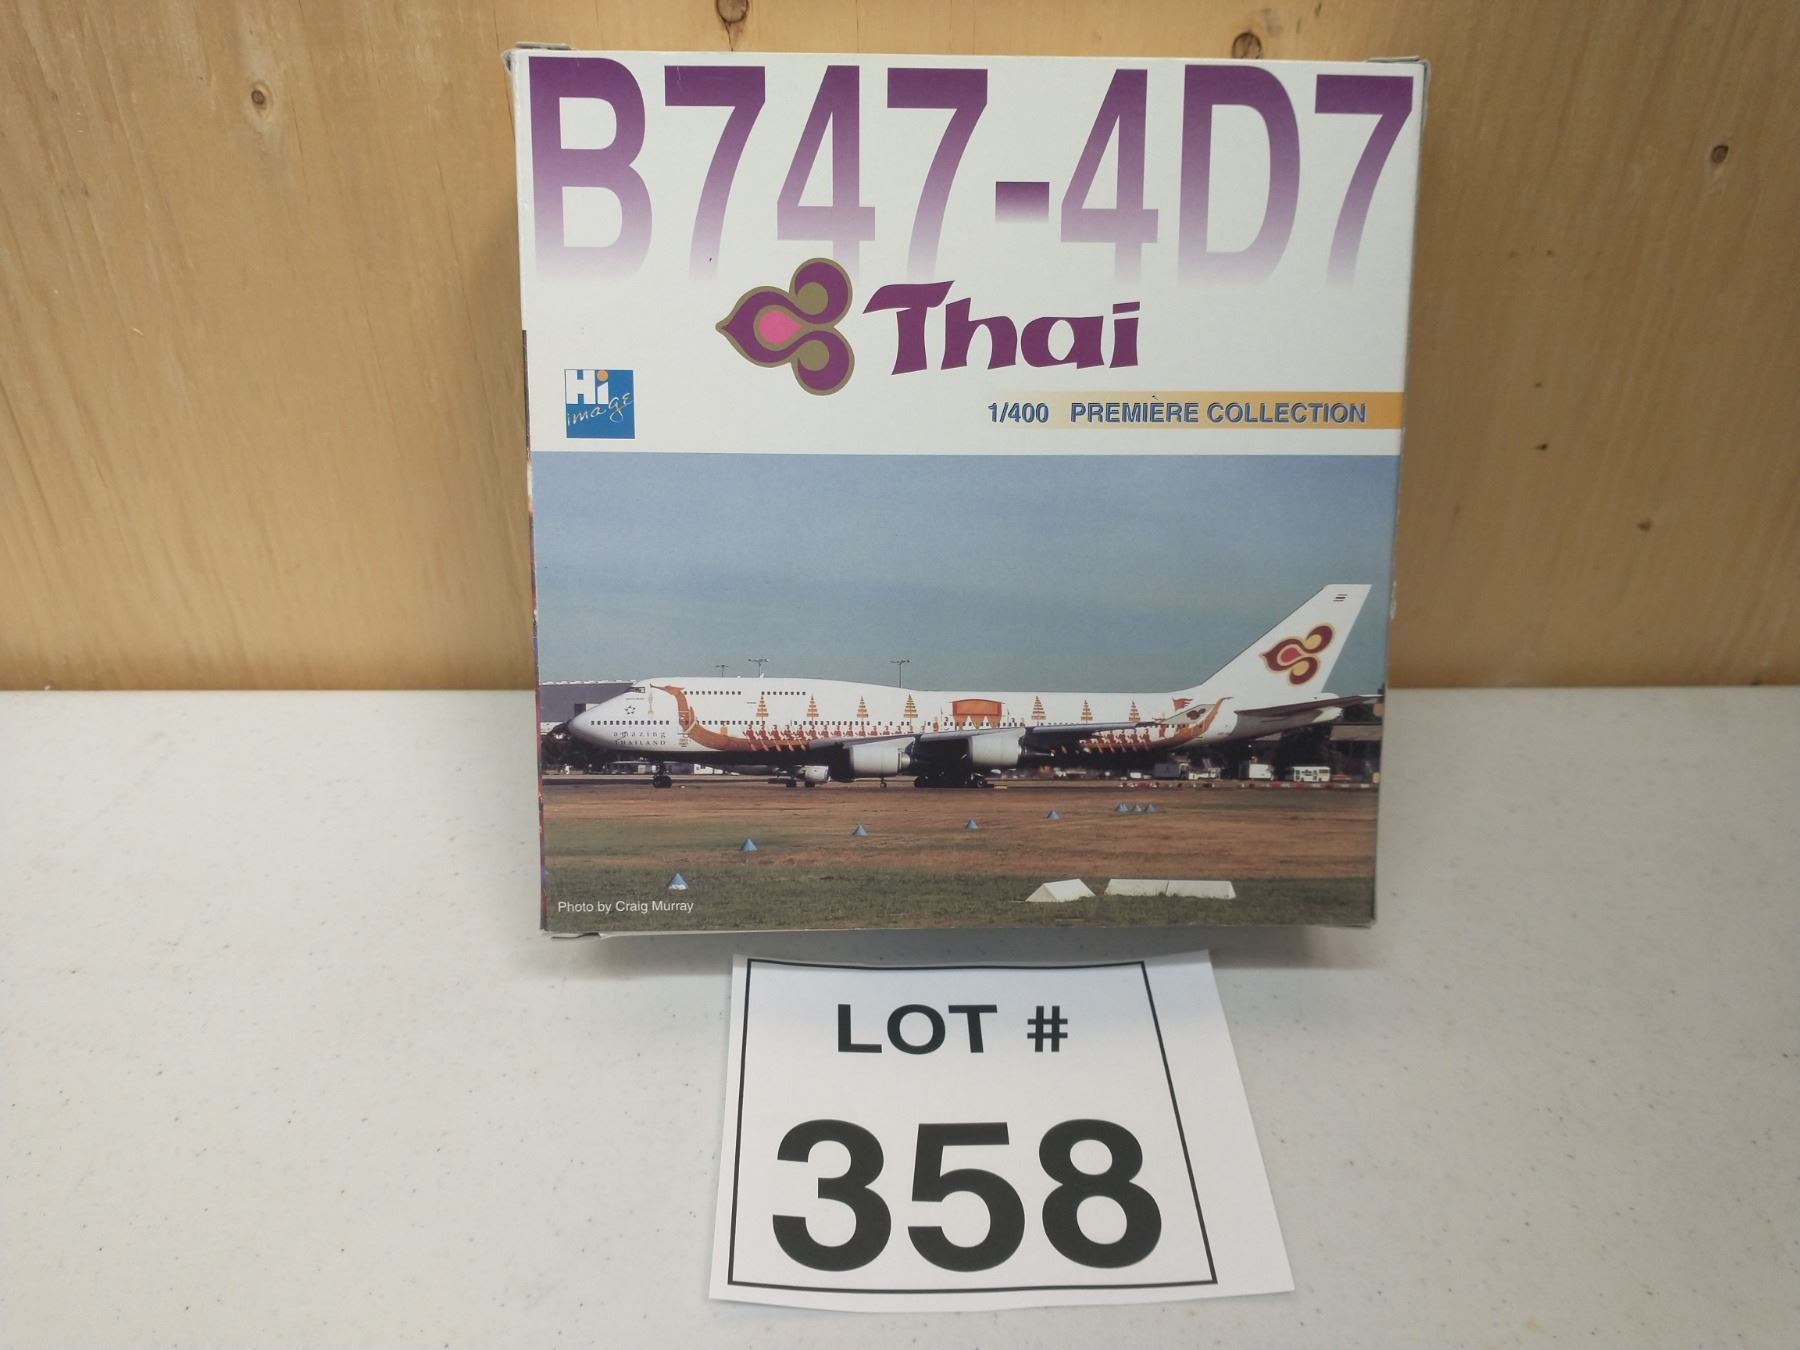 B747-4D7
Thai
Hi
image
1/400 PREMIÈRE COLLECTION
amazing
THAILAND
Photo by Craig Murray
LOT #
358